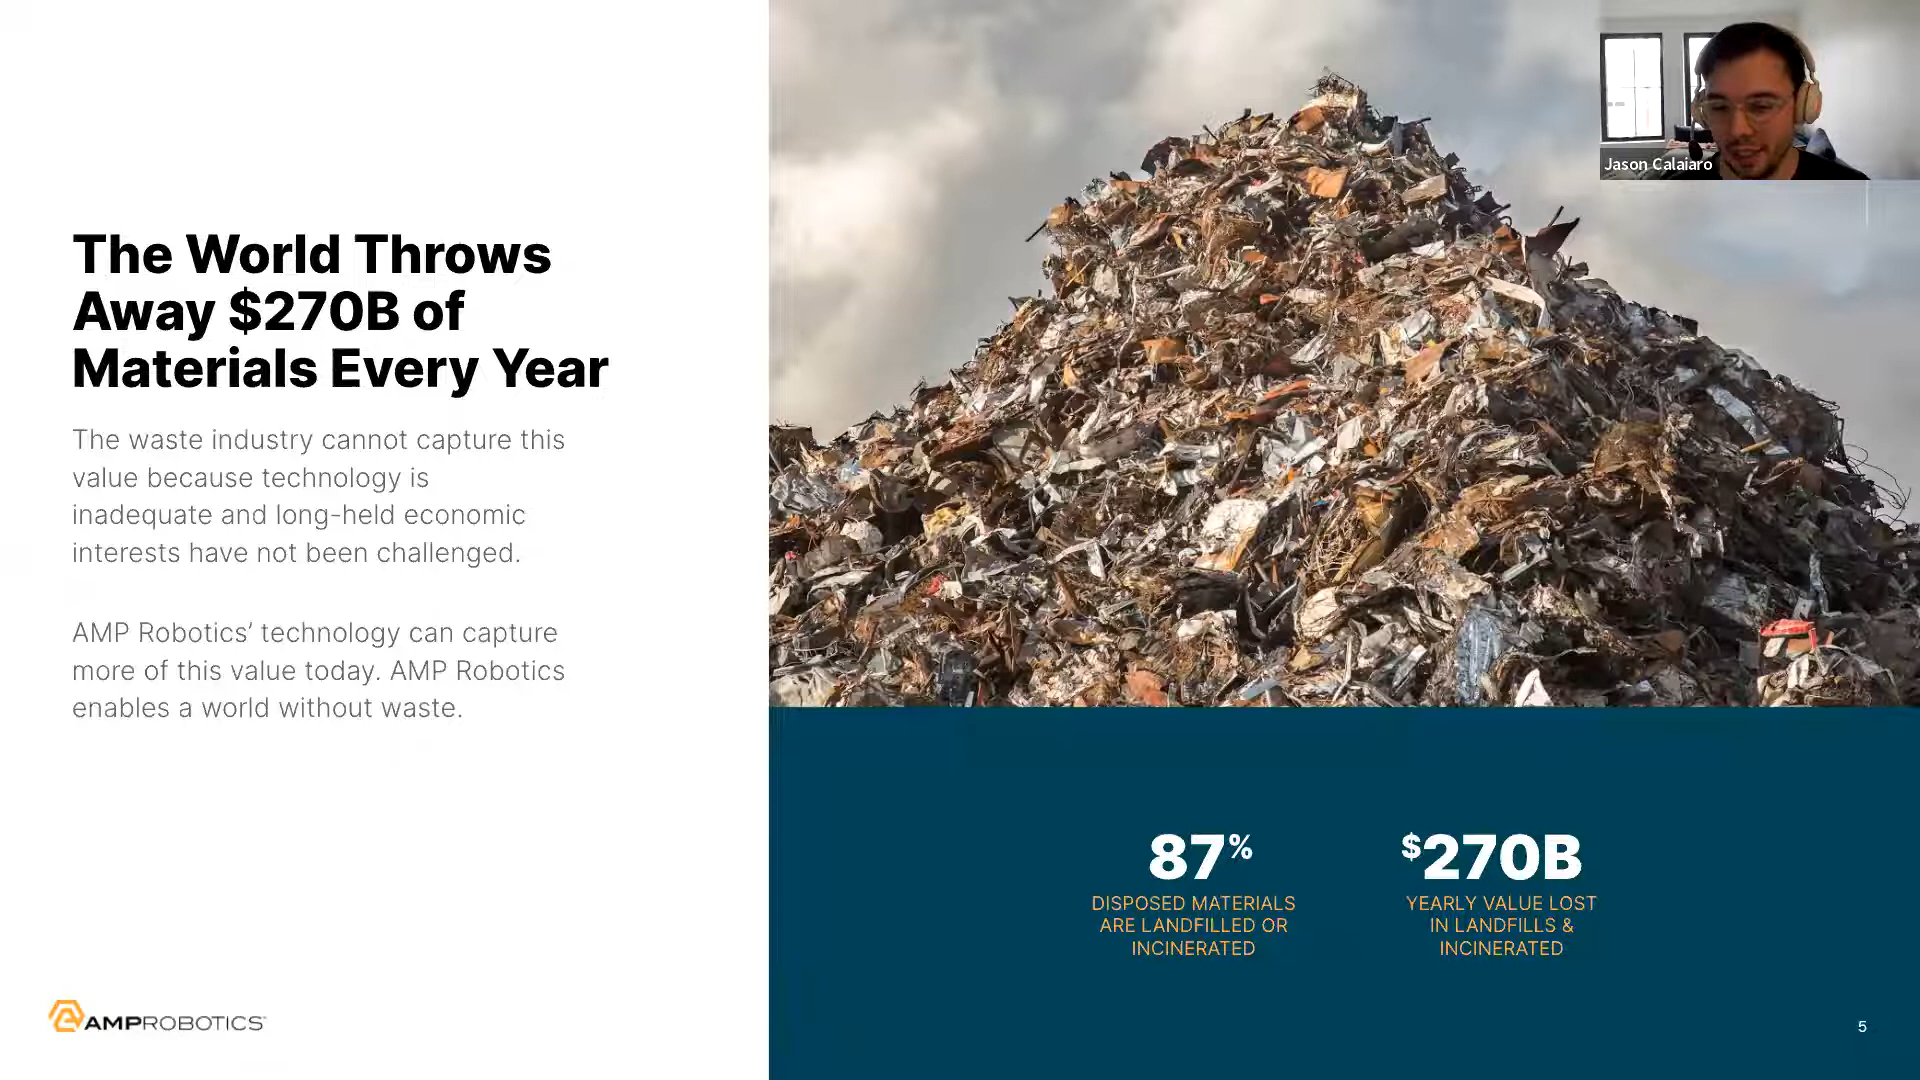 Jason Calaiaro
The World Throws
Away $270B of
Materials Every Year
The waste industry cannot capture this
value because technology is
inadequate and long-held economic
interests have not been challenged.
AMP Robotics’ technology can capture
more of this value today. AMP Robotics
enables a world without waste.
87%
DISPOSED MATERIALS
ARE LANDFILLED OR
INCINERATED
$270B
YEARLY VALUE LOST
IN LANDFILLS &
INCINERATED
AMPROBOTICS
5